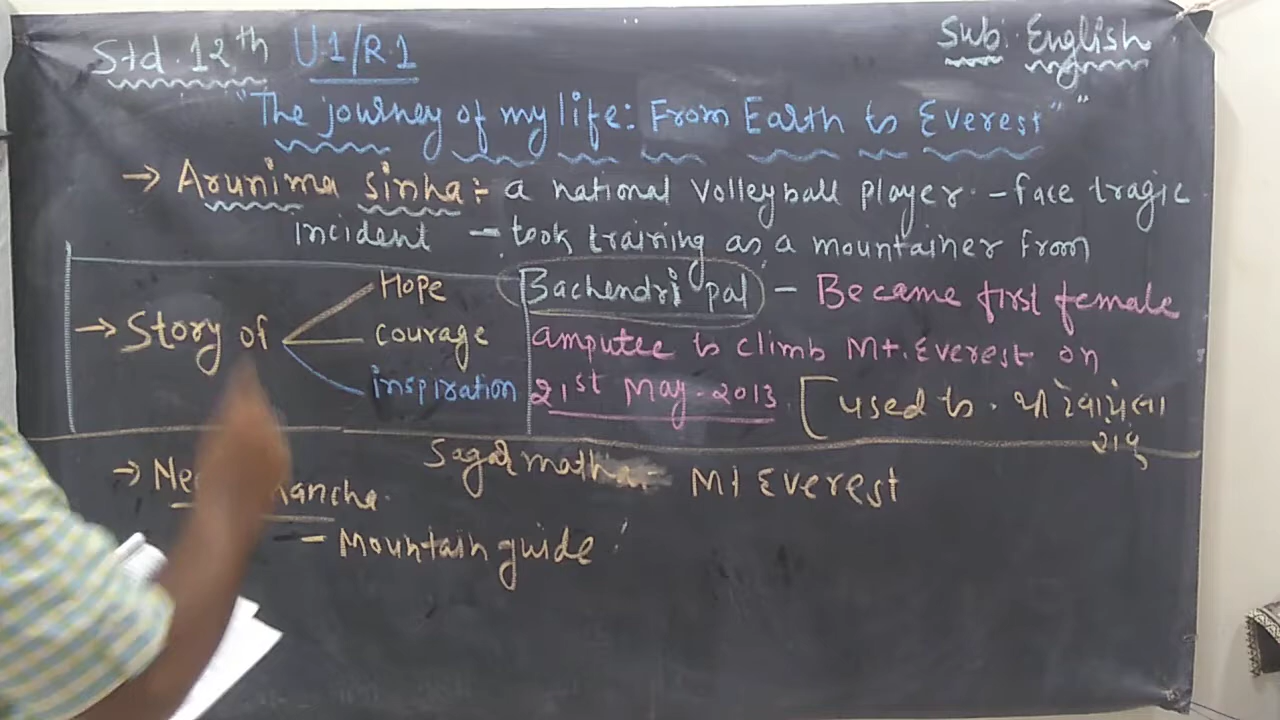 Std. 12th U.1/R.1
Sub: English
"The journey of my life: From Earth to Everest" "
→ Arunima Sinha :- a national Volleyball player. - face tragic
incident - took training as a mountainer from
Bachendri pal - Became first female
amputee to climb Mt. Everest on
21st May - 2013 [ used to .
→ Story of
Hope
courage
inspiration
Sagarmatha - Mt Everest
→ Kancha
- Mountain guide